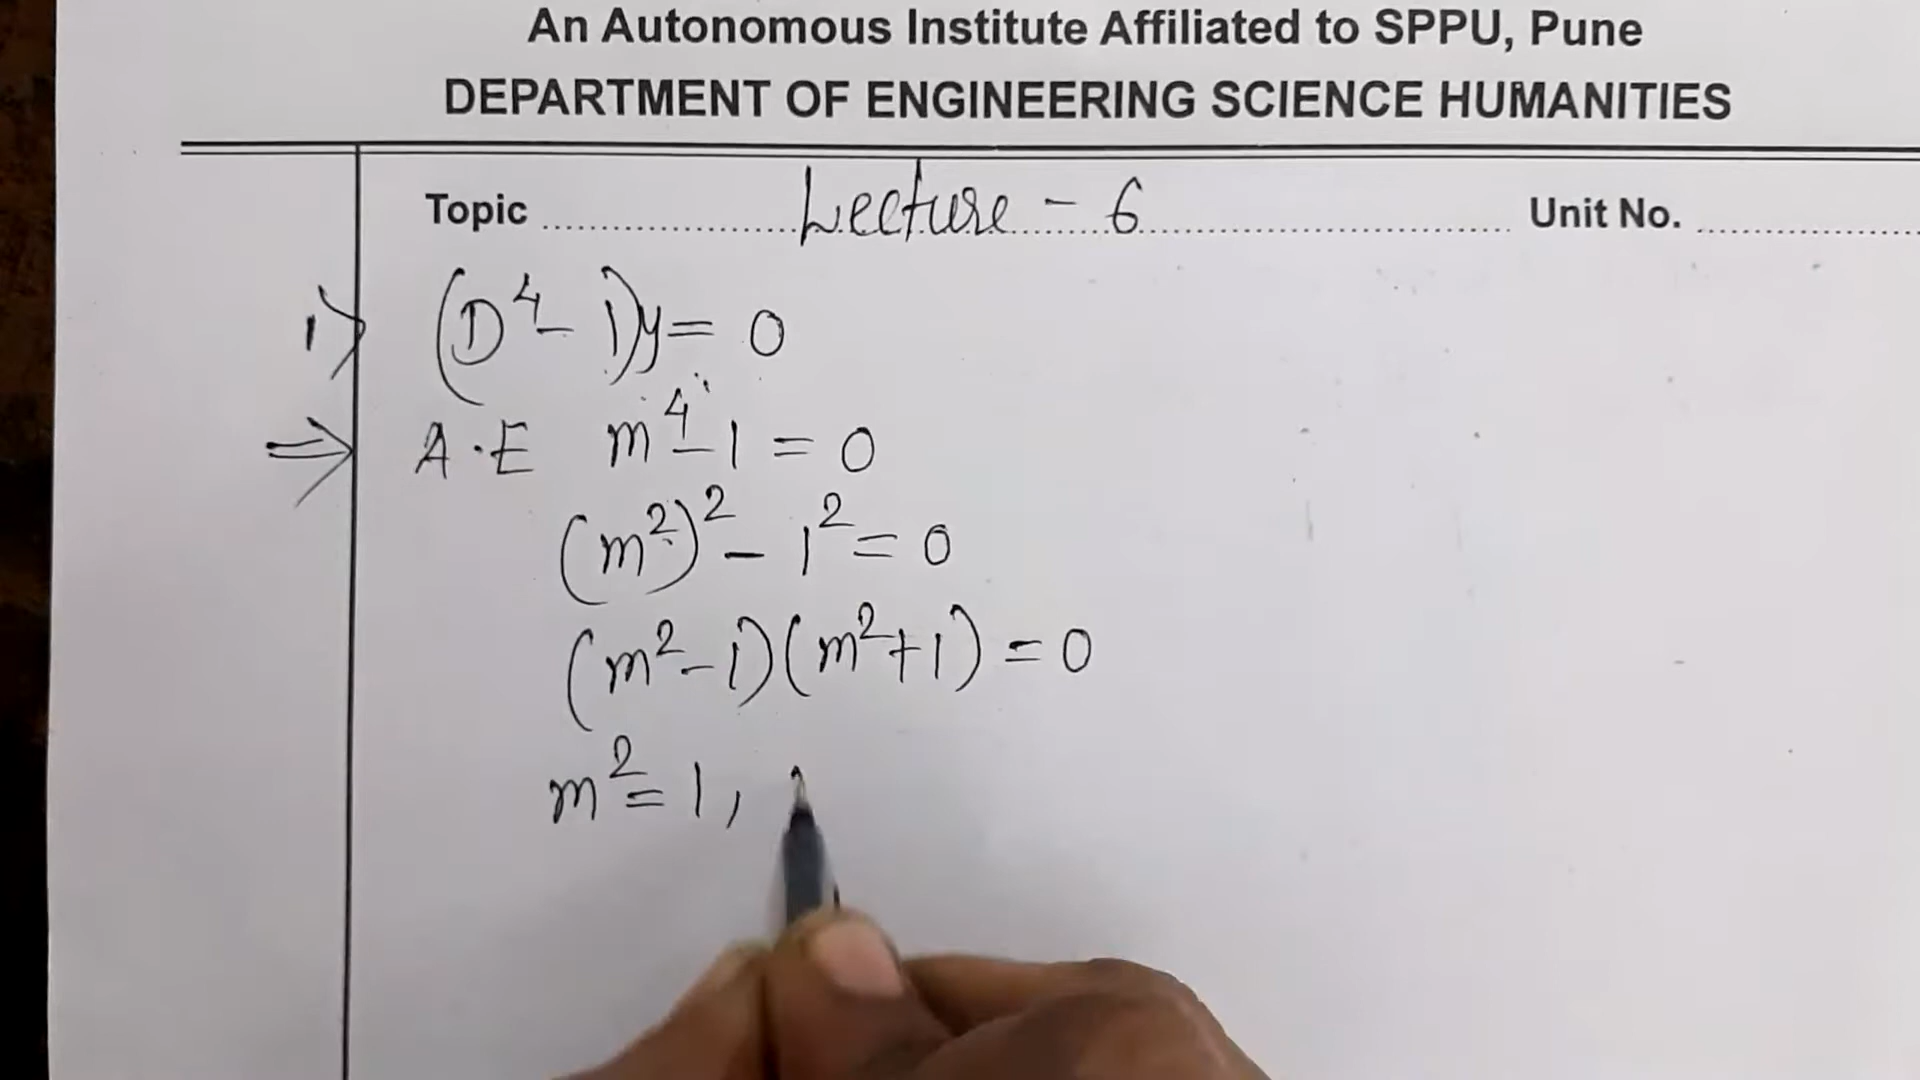 An Autonomous Institute Affiliated to SPPU, Pune
DEPARTMENT OF ENGINEERING SCIENCE HUMANITIES
Topic ............ Lecture - 6 ............ Unit No. ............
1) (D⁴ - 1)y = 0
⇒ A.E m⁴ - 1 = 0
(m²)² - 1² = 0
(m² - 1)(m² + 1) = 0
m² = 1,